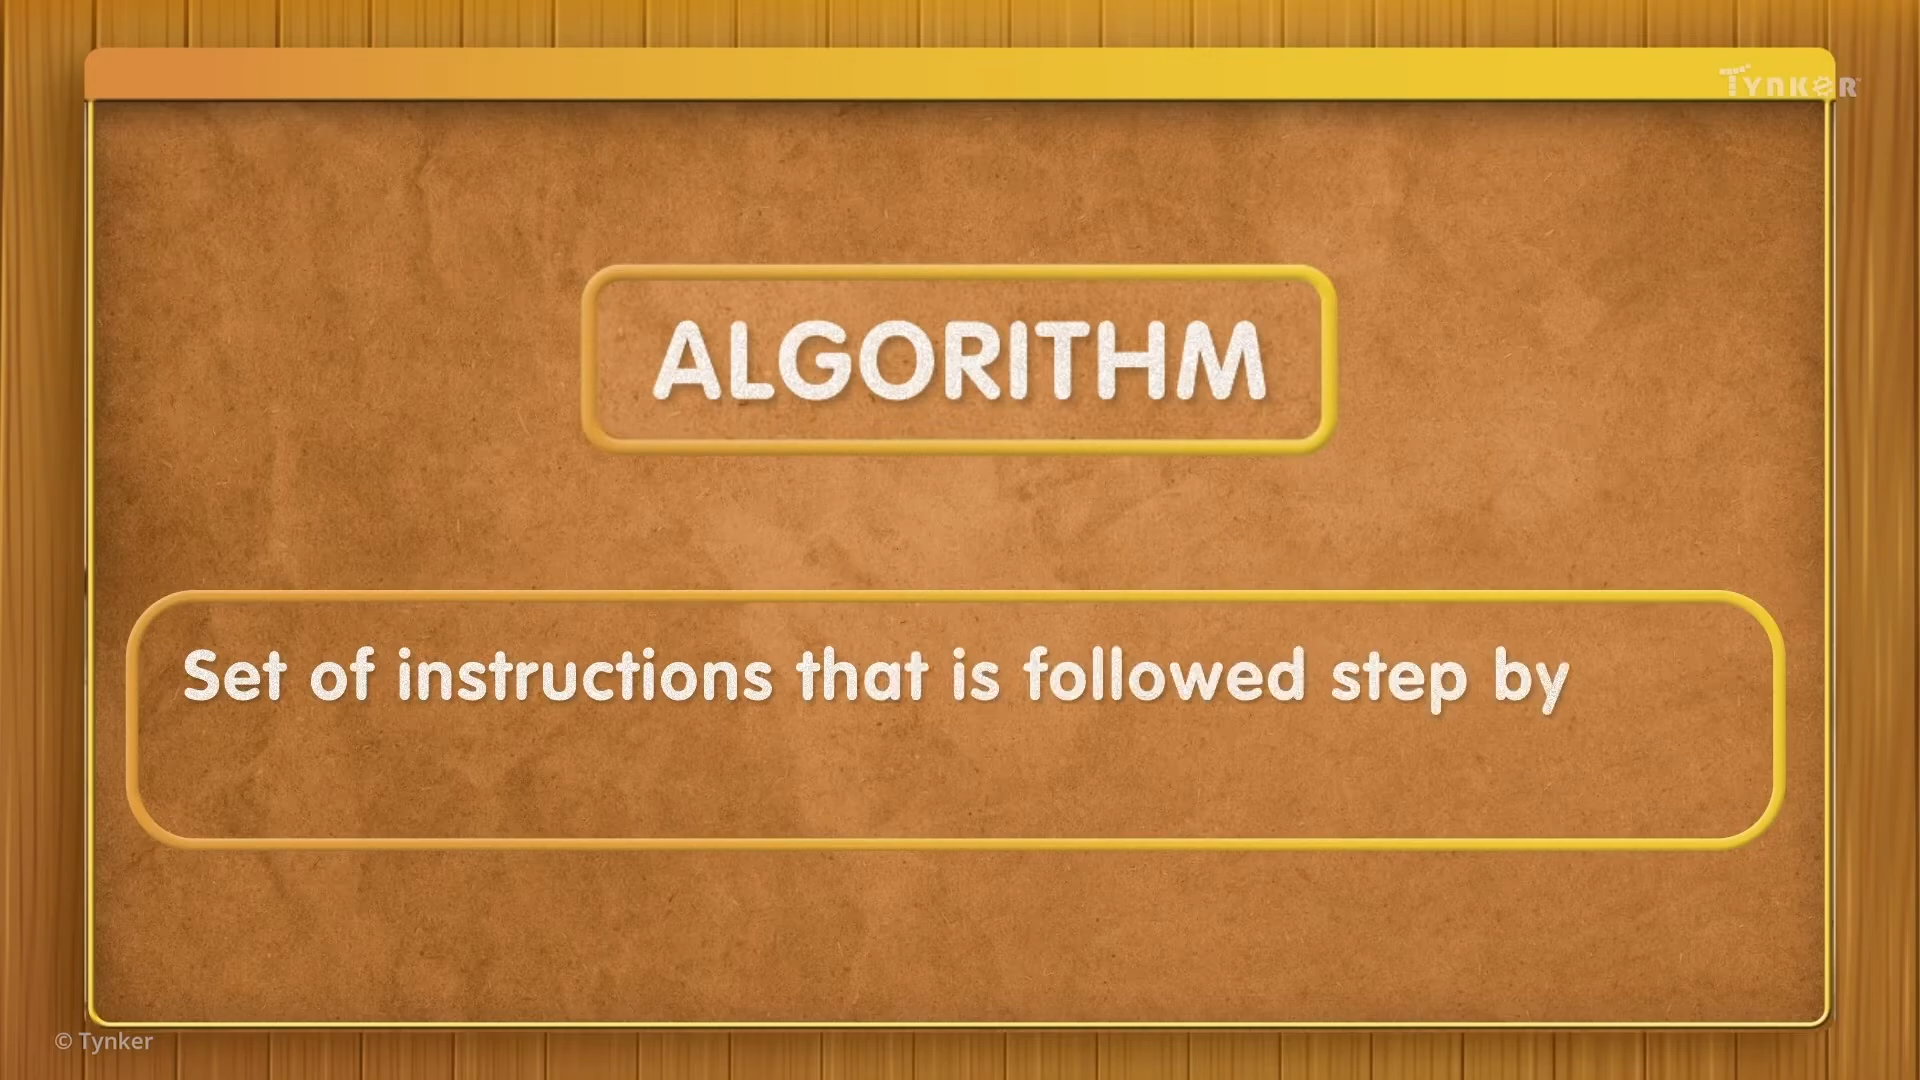 TYNKER
ALGORITHM
Set of instructions that is followed step by
© Tynker